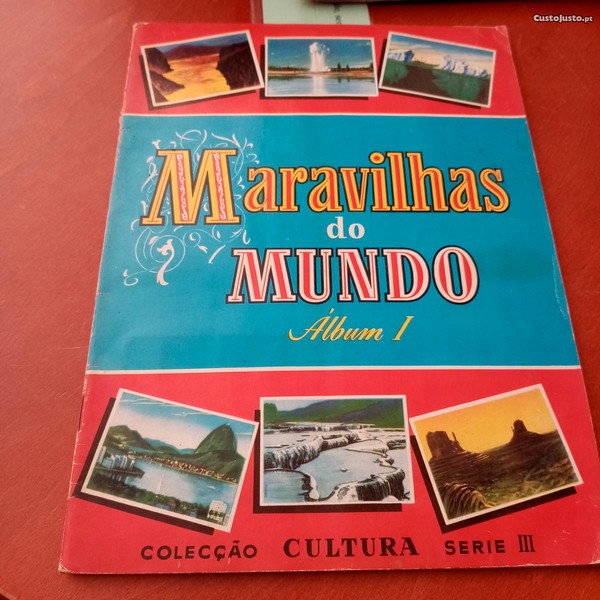 CustoJusto.pt
Maravilhas
do
MUNDO
Álbum I
COLECÇÃO CULTURA SERIE III